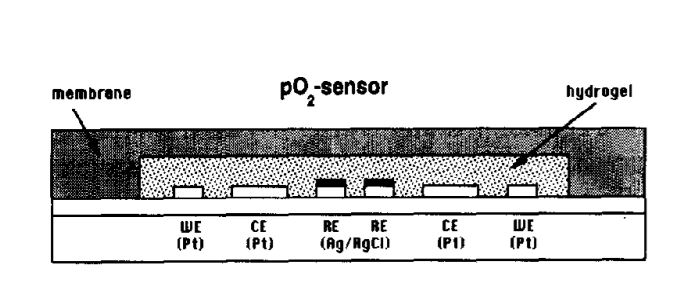 pO2-sensor
membrane
hydrogel
WE CE RE RE CE WE
(Pt) (Pt) (Ag/AgCl) (Pt) (Pt)